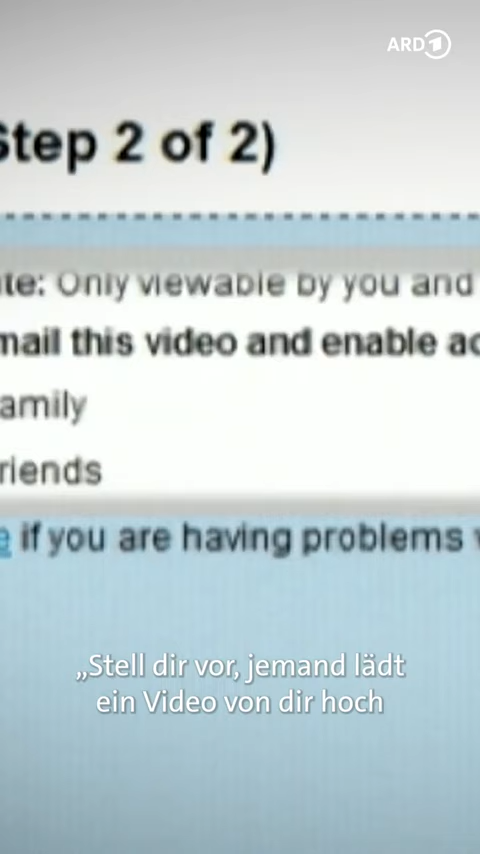 ARD 1
Step 2 of 2)
te: Only viewable by you and
mail this video and enable ac
amily
riends
e if you are having problems
„Stell dir vor, jemand lädt
ein Video von dir hoch